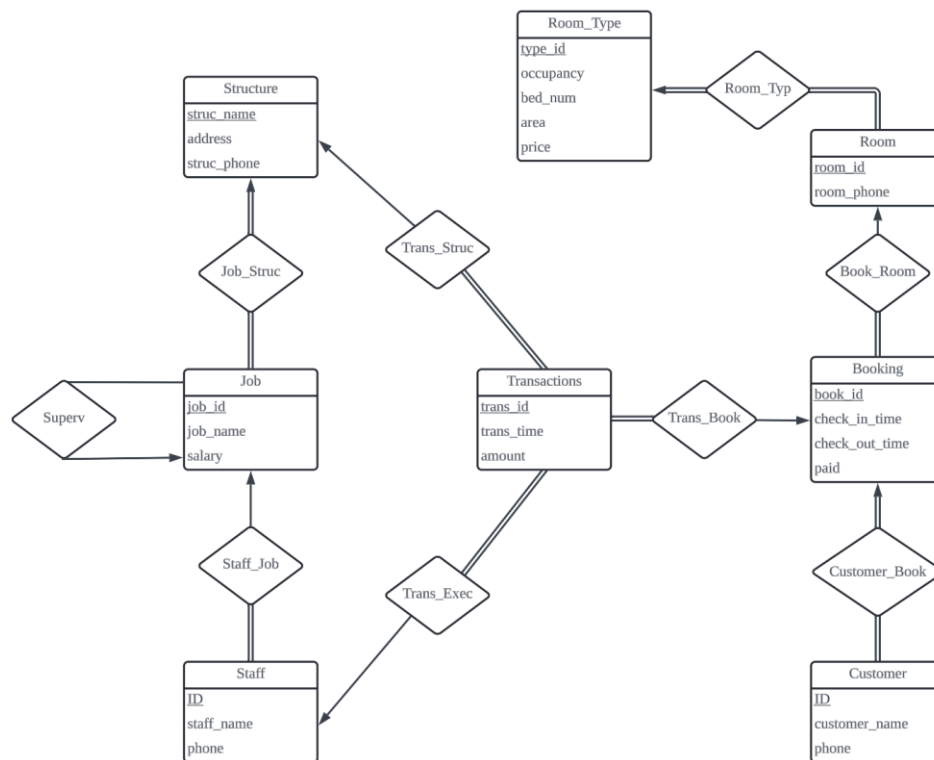 Room_Type
type_id
occupancy
bed_num
area
price
Room_Typ
Structure
struc_name
address
struc_phone
Room
room_id
room_phone
Trans_Struc
Job_Struc
Book_Room
Job
job_id
job_name
salary
Superv
Transactions
trans_id
trans_time
amount
Trans_Book
Booking
book_id
check_in_time
check_out_time
paid
Staff_Job
Trans_Exec
Customer_Book
Staff
ID
staff_name
phone
Customer
ID
customer_name
phone